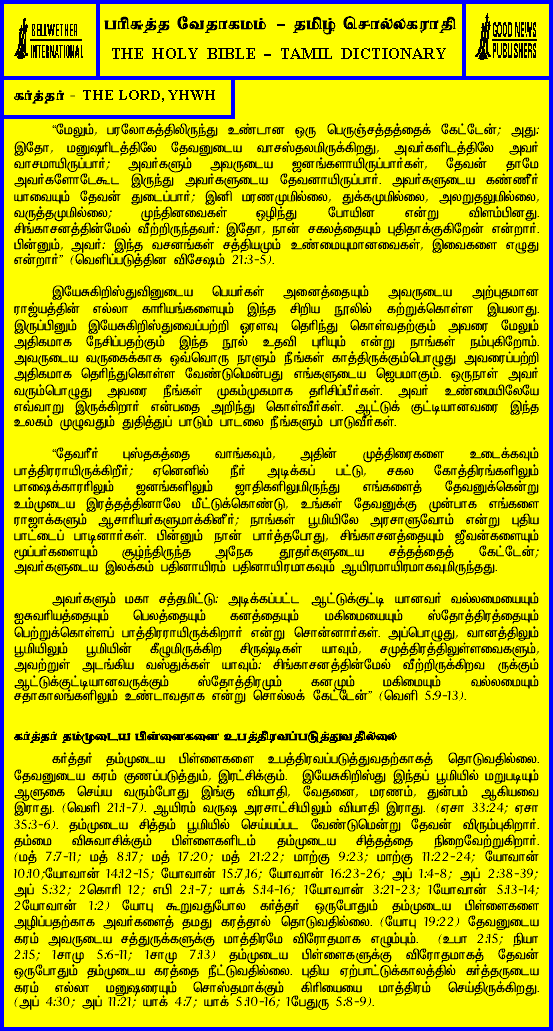 BELLWETHER
INTERNATIONAL
பரிசுத்த வேதாகமம் – தமிழ் சொல்லகராதி
THE HOLY BIBLE – TAMIL DICTIONARY
GOOD NEWS
PUBLISHERS
கர்த்தர் - THE LORD, YHWH
“மேலும், பரலோகத்திலிருந்து உண்டான ஒரு பெருஞ்சத்தத்தைக் கேட்டேன்; அது:
இதோ, மனுஷரிடத்திலே தேவனுடைய வாசஸ்தலமிருக்கிறது, அவர்களிடத்திலே அவர்
வாசமாயிருப்பார்; அவர்களும் அவருடைய ஜனங்களாயிருப்பார்கள், தேவன் தாமே
அவர்களோடேகூட இருந்து அவர்களுடைய தேவனாயிருப்பார். அவர்களுடைய கண்ணீர்
யாவையும் தேவன் துடைப்பார்; இனி மரணமுமில்லை, துக்கமுமில்லை, அலறுதலுமில்லை,
வருத்தமுமில்லை; முந்தினவைகள் ஒழிந்து போயின என்று விளம்பினது.
சிங்காசனத்தின்மேல் வீற்றிருந்தவர்: இதோ, நான் சகலத்தையும் புதிதாக்குகிறேன் என்றார்.
பின்னும், அவர்: இந்த வசனங்கள் சத்தியமும் உண்மையுமானவைகள், இவைகளை எழுது
என்றார்” (வெளிப்படுத்தின விசேஷம் 21:3-5).
இயேசுகிறிஸ்துவினுடைய பெயர்கள் அனைத்தையும் அவருடைய அற்புதமான
ராஜ்யத்தின் எல்லா காரியங்களையும் இந்த சிறிய நூலில் கற்றுக்கொள்ள இயலாது.
இருப்பினும் இயேசுகிறிஸ்துவைப்பற்றி ஓரளவு தெரிந்து கொள்வதற்கும் அவரை மேலும்
அதிகமாக நேசிப்பதற்கும் இந்த நூல் உதவி புரியும் என்று நாங்கள் நம்புகிறோம்.
அவருடைய வருகைக்காக ஒவ்வொரு நாளும் நீங்கள் காத்திருக்கும்பொழுது அவரைப்பற்றி
அதிகமாக தெரிந்துகொள்ள வேண்டுமென்பது எங்களுடைய ஜெபமாகும். ஒருநாள் அவர்
வரும்பொழுது அவரை நீங்கள் முகம்முகமாக தரிசிப்பீர்கள். அவர் உண்மையிலேயே
எவ்வாறு இருக்கிறார் என்பதை அறிந்து கொள்வீர்கள். ஆட்டுக் குட்டியானவரை இந்த
உலகம் முழுவதும் துதித்துப் பாடும் பாடலை நீங்களும் பாடுவீர்கள்.
“தேவரீர் புஸ்தகத்தை வாங்கவும், அதின் முத்திரைகளை உடைக்கவும்
பாத்திரராயிருக்கிறீர்; ஏனெனில் நீர் அடிக்கப் பட்டு, சகல கோத்திரங்களிலும்
பாஷைக்காரரிலும் ஜனங்களிலும் ஜாதிகளிலுமிருந்து எங்களைத் தேவனுக்கென்று
உம்முடைய இரத்தத்தினாலே மீட்டுக்கொண்டு, உங்கள் தேவனுக்கு முன்பாக எங்களை
ராஜாக்களும் ஆசாரியர்களுமாக்கினீர்; நாங்கள் பூமியிலே அரசாளுவோம் என்று புதிய
பாட்டைப் பாடினார்கள். பின்னும் நான் பார்த்தபோது, சிங்காசனத்தையும் ஜீவன்களையும்
மூப்பர்களையும் சூழ்ந்திருந்த அநேக தூதர்களுடைய சத்தத்தைத் கேட்டேன்;
அவர்களுடைய இலக்கம் பதினாயிரம் பதினாயிரமாகவும் ஆயிரமாயிரமாகவுமிருந்தது.
அவர்களும் மகா சத்தமிட்டு: அடிக்கப்பட்ட ஆட்டுக்குட்டி யானவர் வல்லமையையும்
ஐசுவரியத்தையும் பெலத்தையும் கனத்தையும் மகிமையையும் ஸ்தோத்திரத்தையும்
பெற்றுக்கொள்ளப் பாத்திரராயிருக்கிறார் என்று சொன்னார்கள். அப்பொழுது, வானத்திலும்
பூமியிலும் பூமியின் கீழுமிருக்கிற சிருஷ்டிகள் யாவும், சமுத்திரத்திலுள்ளவைகளும்,
அவற்றுள் அடங்கிய வஸ்துக்கள் யாவும்: சிங்காசனத்தின்மேல் வீற்றிருக்கிறவ ருக்கும்
ஆட்டுக்குட்டியானவருக்கும் ஸ்தோத்திரமும் கனமும் மகிமையும் வல்லமையும்
சதாகாலங்களிலும் உண்டாவதாக என்று சொல்லக் கேட்டேன்” (வெளி 5:9-13).
கர்த்தர் தம்முடைய பிள்ளைகளை உபத்திரவப்படுத்துவதில்லை
கர்த்தர் தம்முடைய பிள்ளைகளை உபத்திரவப்படுத்துவதற்காகத் தொடுவதில்லை.
தேவனுடைய கரம் குணப்படுத்தும், இரட்சிக்கும். இயேசுகிறிஸ்து இந்தப் பூமியில் மறுபடியும்
ஆளுகை செய்ய வரும்போது இங்கு வியாதி, வேதனை, மரணம், துன்பம் ஆகியவை
இராது. (வெளி 21:1-7). ஆயிரம் வருஷ அரசாட்சியிலும் வியாதி இராது. (ஏசா 33:24; ஏசா
35:3-6). தம்முடைய சித்தம் பூமியில் செய்யப்பட வேண்டுமென்று தேவன் விரும்புகிறார்.
தம்மை விசுவாசிக்கும் பிள்ளைகளிடம் தம்முடைய சித்தத்தை நிறைவேற்றுகிறார்.
(மத் 7:7-11; மத் 8:17; மத் 17:20; மத் 21:22; மாற்கு 9:23; மாற்கு 11:22-24; யோவான்
10:10;யோவான் 14:12-15; யோவான் 15:7,16; யோவான் 16:23-26; அப் 1:4-8; அப் 2:38-39;
அப் 5:32; 2கொரி 12; எபி 2:1-7; யாக் 5:14-16; 1யோவான் 3:21-23; 1யோவான் 5:13-14;
2யோவான் 1:2) யோபு கூறுவதுபோல கர்த்தர் ஒருபோதும் தம்முடைய பிள்ளைகளை
அழிப்பதற்காக அவர்களைத் தமது கரத்தால் தொடுவதில்லை. (யோபு 19:22) தேவனுடைய
கரம் அவருடைய சத்துருக்களுக்கு மாத்திரமே விரோதமாக எழும்பும். (உபா 2:15; நியா
2:15; 1சாமு 5:6-11; 1சாமு 7:13) தம்முடைய பிள்ளைகளுக்கு விரோதமாகத் தேவன்
ஒருபோதும் தம்முடைய கரத்தை நீட்டுவதில்லை. புதிய ஏற்பாட்டுக்காலத்தில் கர்த்தருடைய
கரம் எல்லா மனுஷரையும் சொஸ்தமாக்கும் கிரியையை மாத்திரம் செய்திருக்கிறது.
(அப் 4:30; அப் 11:21; யாக் 4:7; யாக் 5:10-16; 1பேதுரு 5:8-9).